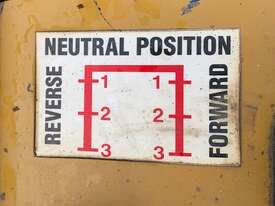 NEUTRAL POSITION
REVERSE
1 1
2 2
3 3
FORWARD